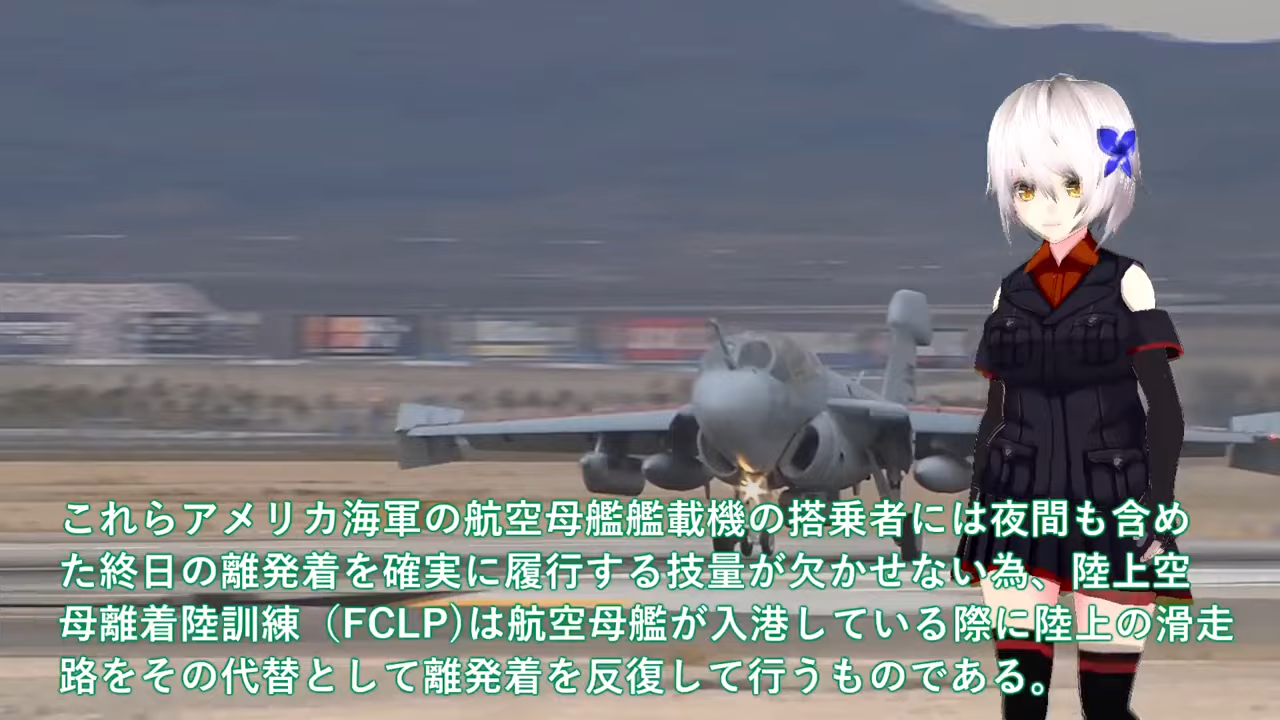 これらアメリカ海軍の航空母艦艦載機の搭乗者には夜間も含め
た終日の離発着を確実に履行する技量が欠かせない為、陸上空
母離着陸訓練（FCLP)は航空母艦が入港している際に陸上の滑走
路をその代替として離発着を反復して行うものである。